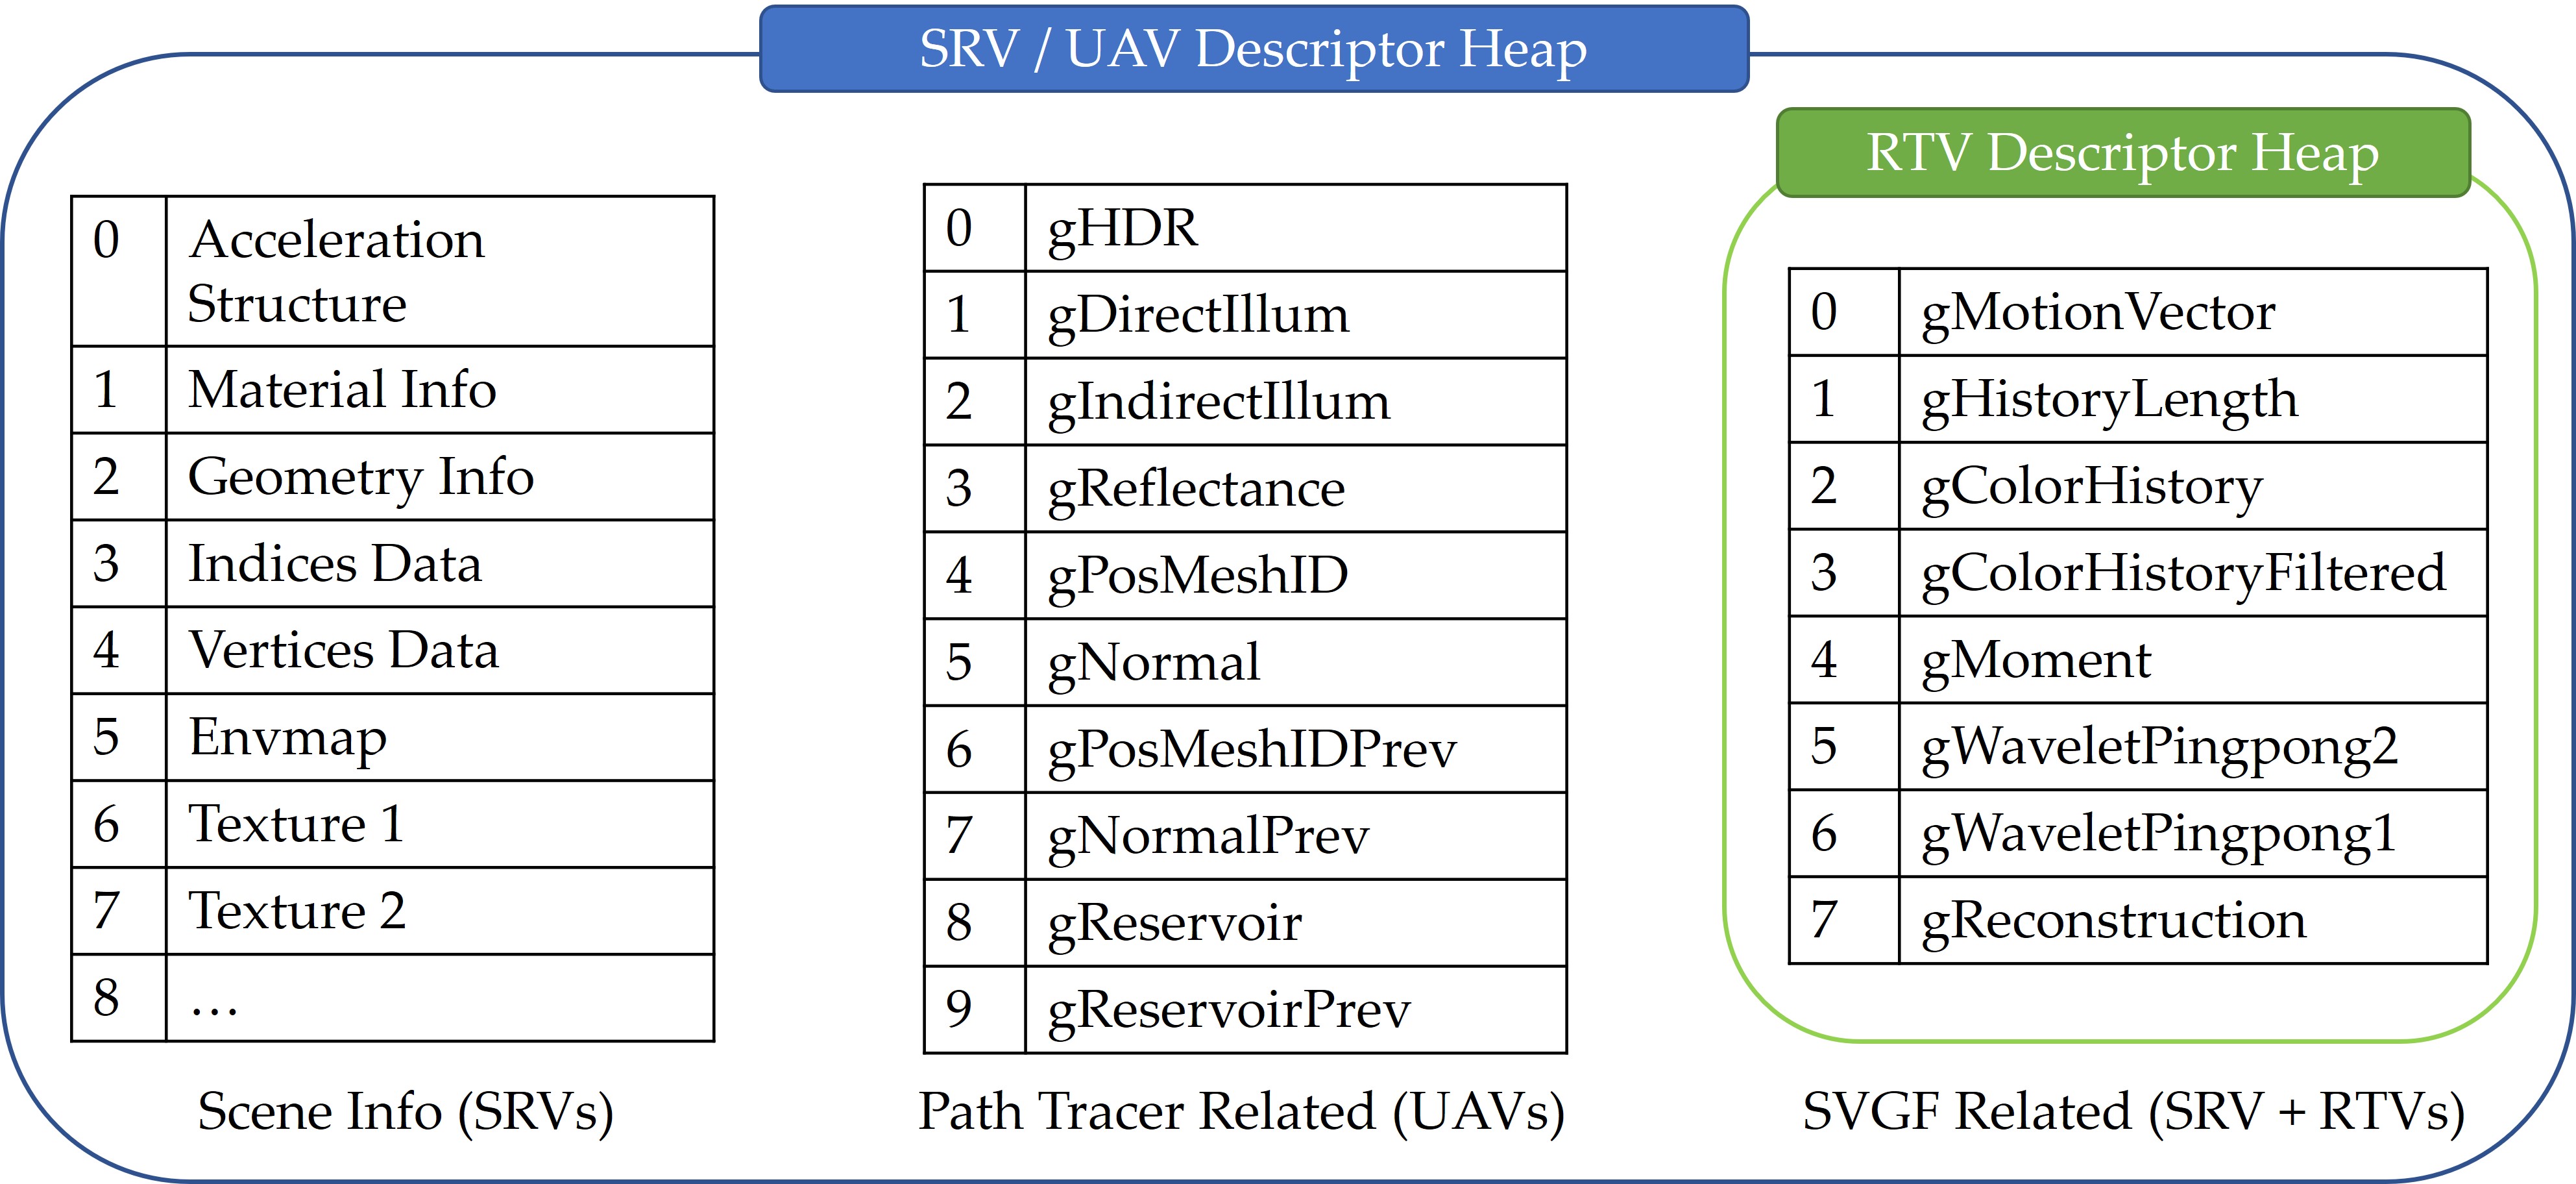 SRV / UAV Descriptor Heap
RTV Descriptor Heap
0 Acceleration
Structure
1 Material Info
2 Geometry Info
3 Indices Data
4 Vertices Data
5 Envmap
6 Texture 1
7 Texture 2
8 …
Scene Info (SRVs)
0 gHDR
1 gDirectIllum
2 gIndirectIllum
3 gReflectance
4 gPosMeshID
5 gNormal
6 gPosMeshIDPrev
7 gNormalPrev
8 gReservoir
9 gReservoirPrev
Path Tracer Related (UAVs)
0 gMotionVector
1 gHistoryLength
2 gColorHistory
3 gColorHistoryFiltered
4 gMoment
5 gWaveletPingpong2
6 gWaveletPingpong1
7 gReconstruction
SVGF Related (SRV + RTVs)